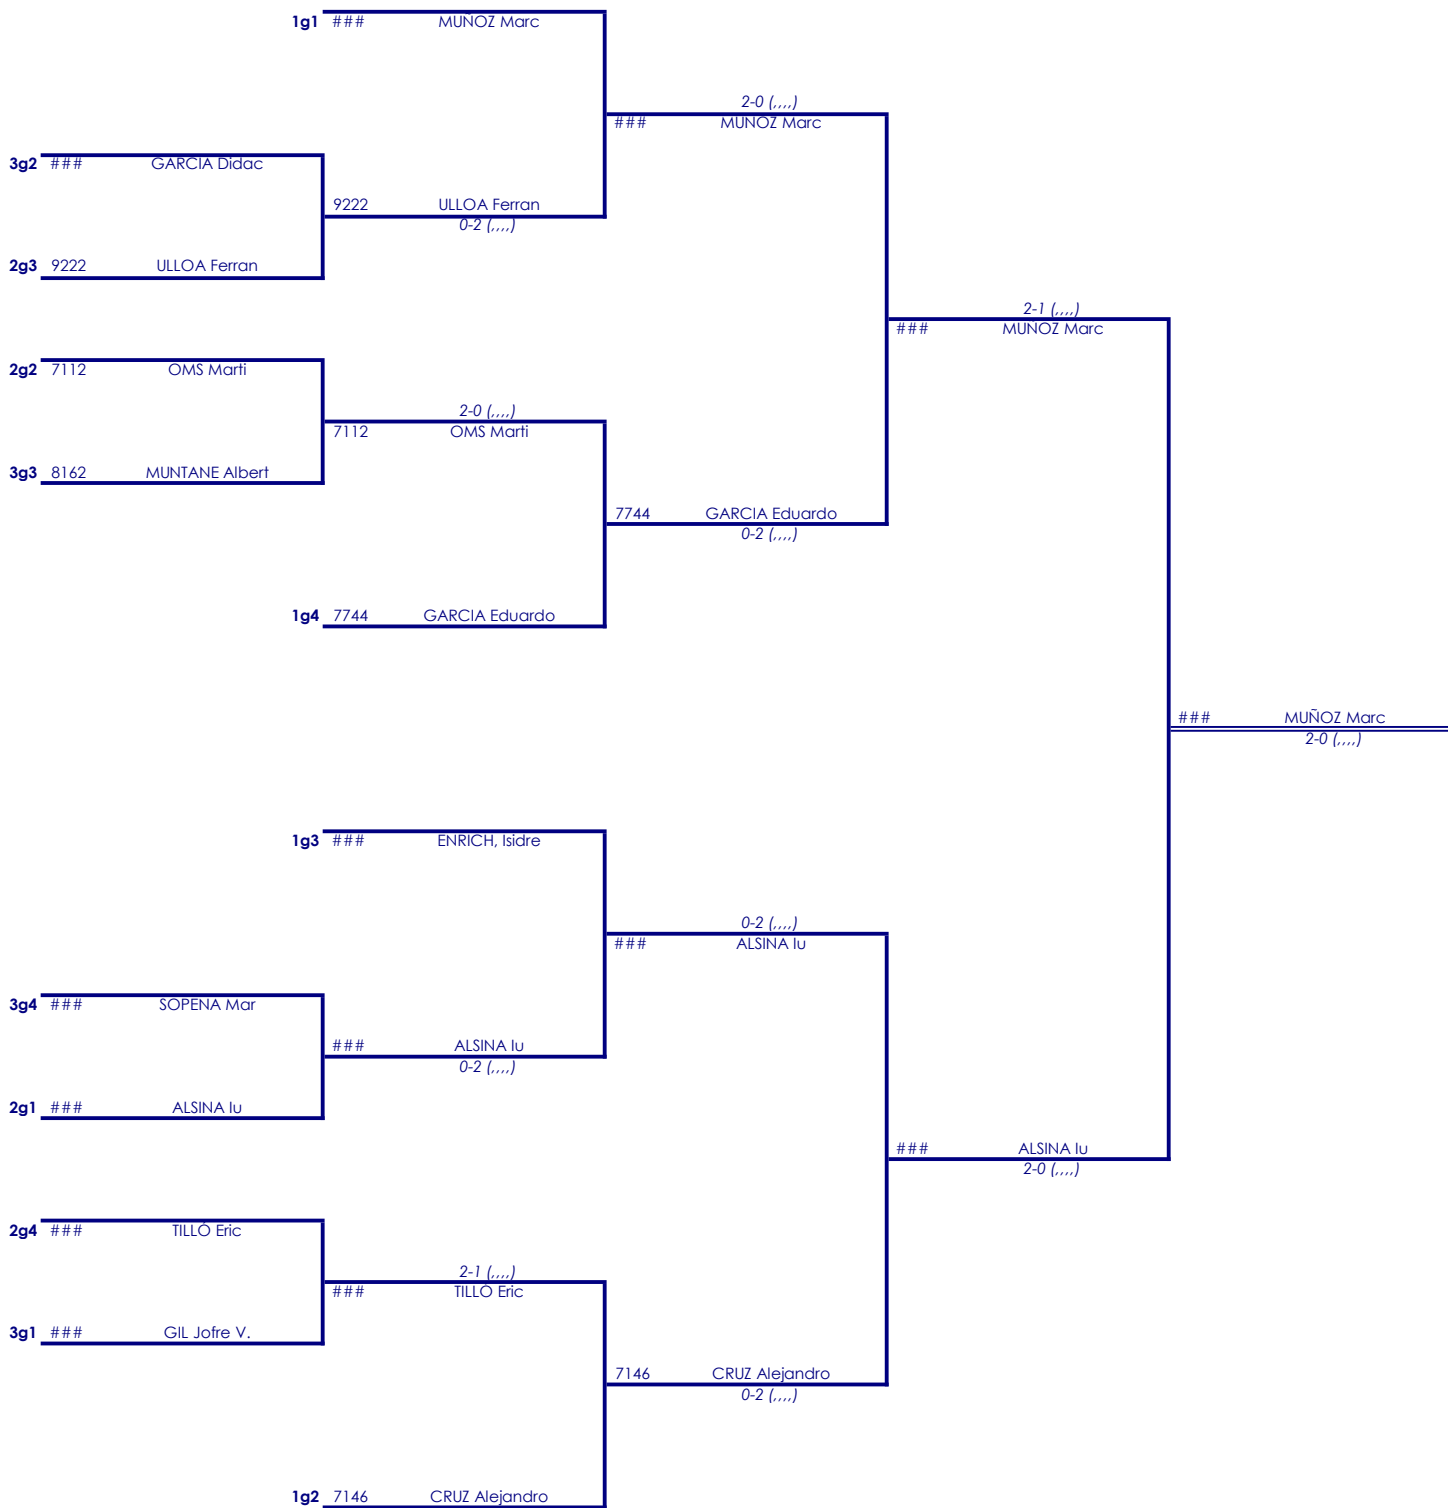 1g1 ### MUÑOZ Marc
2-0 (,,,,)
### MUÑOZ Marc
3g2 ### GARCIA Didac
9222 ULLOA Ferran
0-2 (,,,,)
2g3 9222 ULLOA Ferran
2-1 (,,,,)
### MUÑOZ Marc
2g2 7112 OMS Marti
2-0 (,,,,)
7112 OMS Marti
3g3 8162 MUNTANE Albert
7744 GARCIA Eduardo
0-2 (,,,,)
1g4 7744 GARCIA Eduardo
### MUÑOZ Marc
2-0 (,,,,)
1g3 ### ENRICH, Isidre
0-2 (,,,,)
### ALSINA Iu
3g4 ### SOPENA Mar
### ALSINA Iu
0-2 (,,,,)
2g1 ### ALSINA Iu
### ALSINA Iu
2-0 (,,,,)
2g4 ### TILLÓ Eric
2-1 (,,,,)
### TILLÓ Eric
3g1 ### GIL Jofre V.
7146 CRUZ Alejandro
0-2 (,,,,)
1g2 7146 CRUZ Alejandro